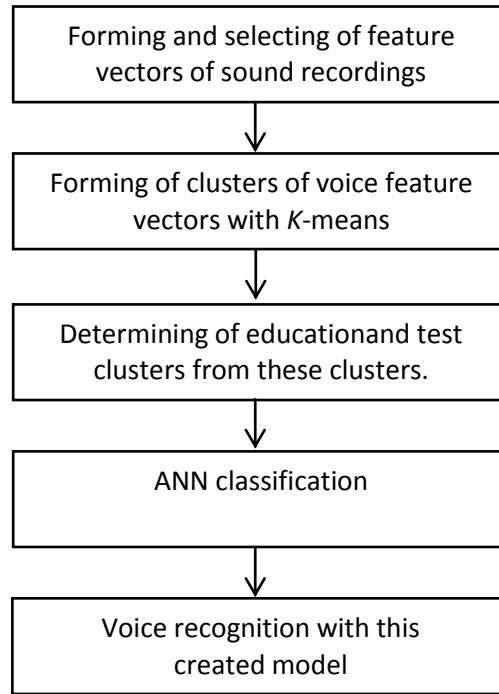 Forming and selecting of feature
vectors of sound recordings
Forming of clusters of voice feature
vectors with K-means
Determining of educationand test
clusters from these clusters.
ANN classification
Voice recognition with this
created model